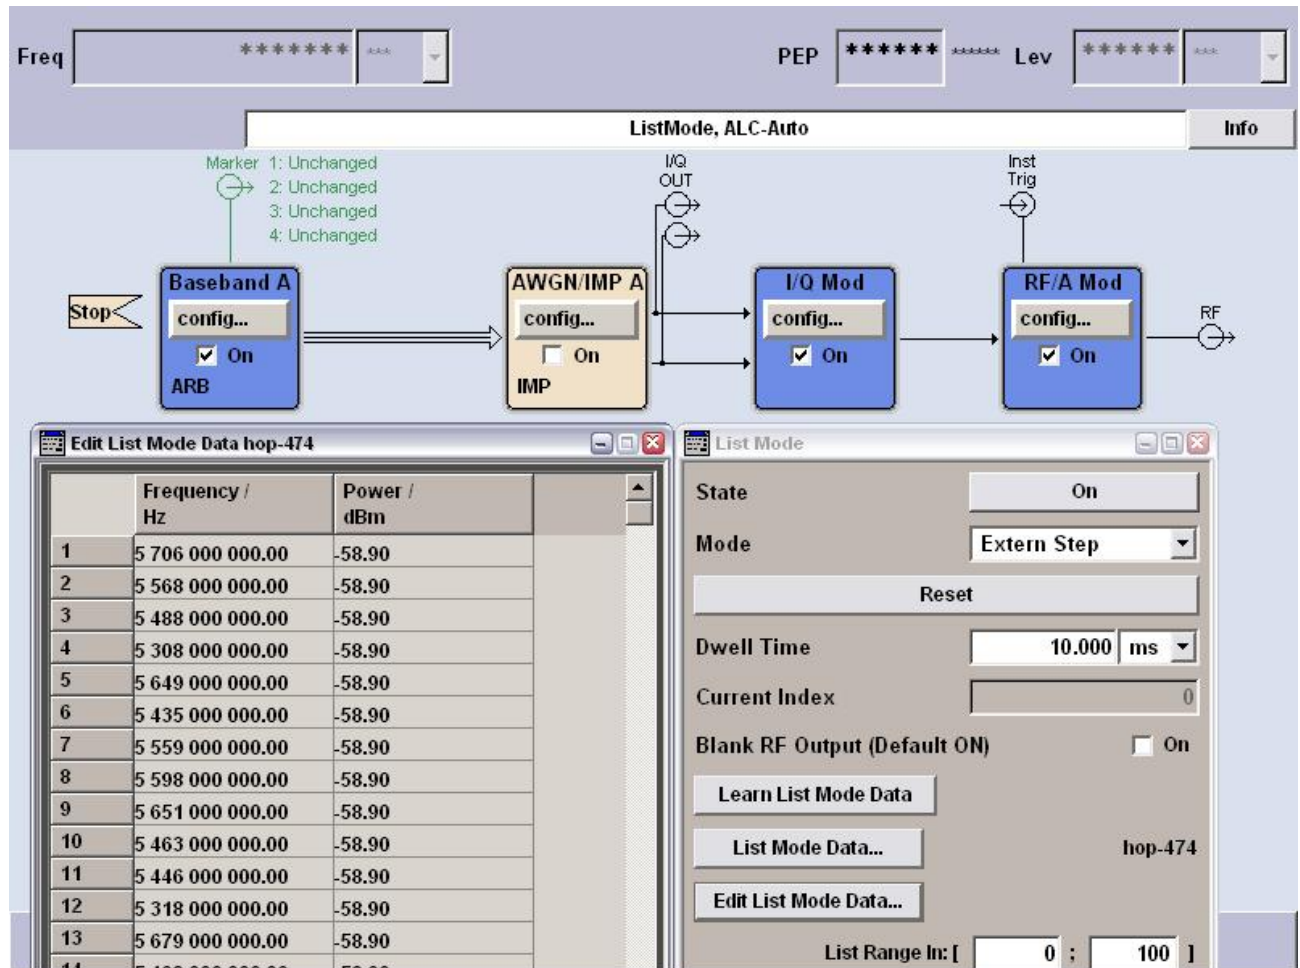 Freq ******* *** PEP ****** ****** Lev ****** ***
ListMode, ALC-Auto Info
Marker 1: Unchanged
2: Unchanged
3: Unchanged
4: Unchanged
I/Q
OUT
Inst
Trig
Stop
Baseband A
config...
On
ARB
AWGN/IMP A
config...
On
IMP
I/Q Mod
config...
On
RF/A Mod
config...
On
RF
Edit List Mode Data hop-474
Frequency / Power /
Hz dBm
1 5 706 000 000.00 -58.90
2 5 568 000 000.00 -58.90
3 5 488 000 000.00 -58.90
4 5 308 000 000.00 -58.90
5 5 649 000 000.00 -58.90
6 5 435 000 000.00 -58.90
7 5 559 000 000.00 -58.90
8 5 598 000 000.00 -58.90
9 5 651 000 000.00 -58.90
10 5 463 000 000.00 -58.90
11 5 446 000 000.00 -58.90
12 5 318 000 000.00 -58.90
13 5 679 000 000.00 -58.90
List Mode
State On
Mode Extern Step
Reset
Dwell Time 10.000 ms
Current Index 0
Blank RF Output (Default ON) On
Learn List Mode Data
List Mode Data... hop-474
Edit List Mode Data...
List Range In: [ 0 ; 100 ]